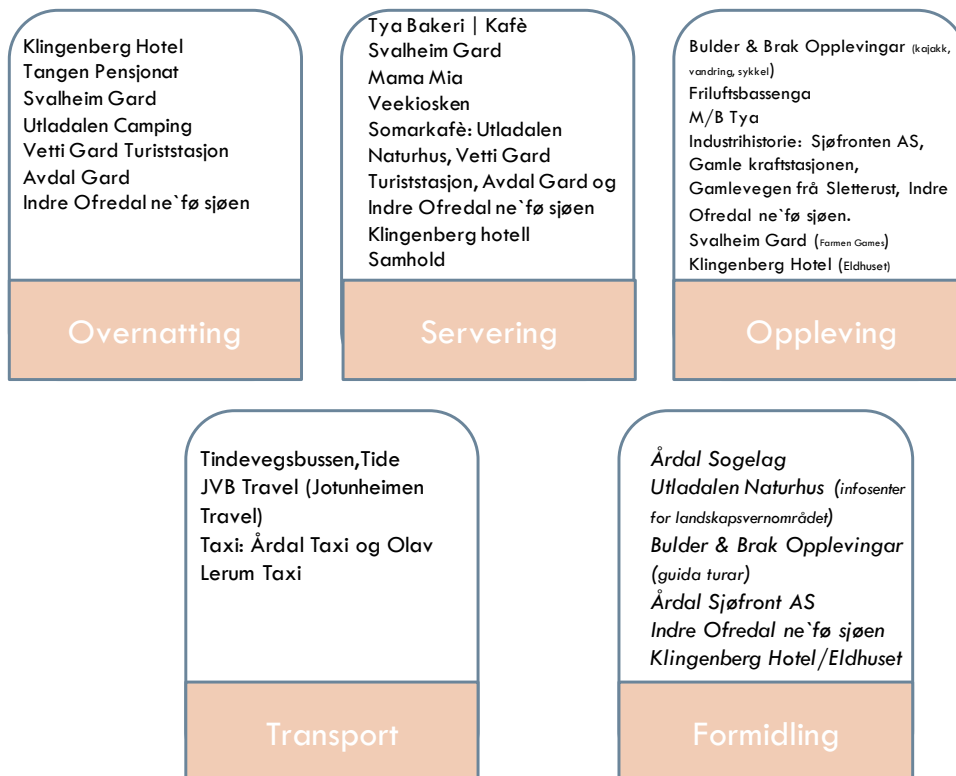 Klingenberg Hotel
Tangen Pensjonat
Svalheim Gard
Utladalen Camping
Vetti Gard Turiststasjon
Avdal Gard
Indre Ofredal ne`fø sjøen
Overnatting
Tya Bakeri | Kafè
Svalheim Gard
Mama Mia
Veekiosken
Somarkafè: Utladalen
Naturhus, Vetti Gard
Turiststasjon, Avdal Gard og
Indre Ofredal ne`fø sjøen
Klingenberg hotell
Samhold
Servering
Bulder & Brak Opplevingar (kajakk,
vandring, sykkel)
Friluftsbassenga
M/B Tya
Industrihistorie: Sjøfronten AS,
Gamle kraftstasjonen,
Gamlevegen frå Sletterust, Indre
Ofredal ne`fø sjøen.
Svalheim Gard (Farmen Games)
Klingenberg Hotel (Eldhuset)
Oppleving
Tindevegsbussen,Tide
JVB Travel (Jotunheimen
Travel)
Taxi: Årdal Taxi og Olav
Lerum Taxi
Transport
Årdal Sogelag
Utladalen Naturhus (infosenter
for landskapsvernområdet)
Bulder & Brak Opplevingar
(guida turar)
Årdal Sjøfront AS
Indre Ofredal ne`fø sjøen
Klingenberg Hotel/Eldhuset
Formidling